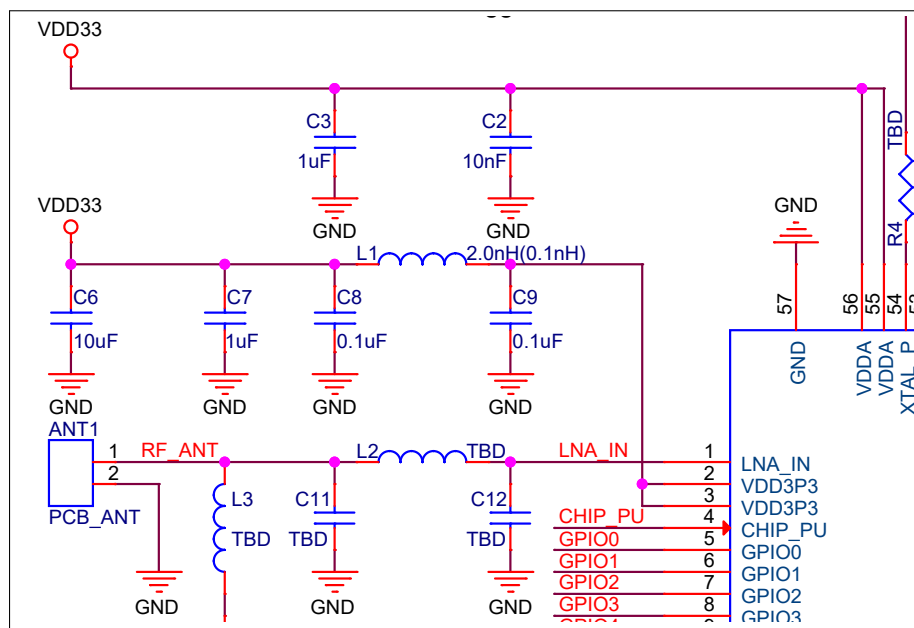 VDD33
C3
1uF
GND
C2
10nF
GND
TBD
R4
VDD33
L1
2.0nH(0.1nH)
GND
C6
10uF
GND
C7
1uF
GND
C8
0.1uF
GND
C9
0.1uF
GND
57
56
55
54
GND
VDDA
VDDA
XTAL_P
ANT1
1
2
PCB_ANT
RF_ANT
L2
TBD
LNA_IN
1
LNA_IN
2
VDD3P3
3
VDD3P3
L3
TBD
C11
TBD
C12
TBD
GND
GND
GND
CHIP_PU
4
CHIP_PU
GPIO0
5
GPIO0
GPIO1
6
GPIO1
GPIO2
7
GPIO2
GPIO3
8
GPIO3